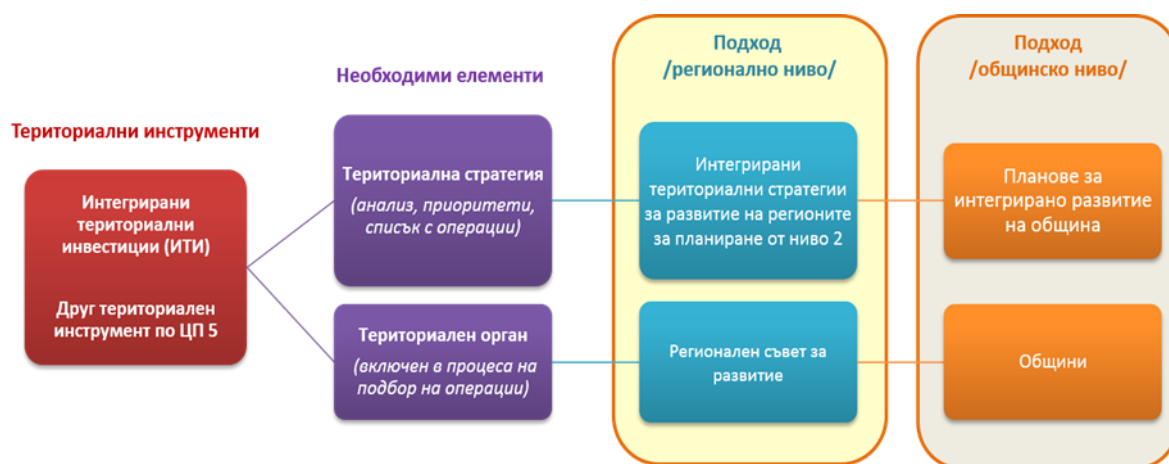 Териториални инструменти
Интегрирани
териториални
инвестиции (ИТИ)
Друг териториален
инструмент по ЦП 5
Необходими елементи
Териториална стратегия
(анализ, приоритети,
списък с операции)
Териториален орган
(включен в процеса на
подбор на операции)
Подход
/регионално ниво/
Интегрирани
териториални стратегии
за развитие на регионите
за планиране от ниво 2
Регионален съвет за
развитие
Подход
/общинско ниво/
Планове за
интегрирано развитие
на община
Общини